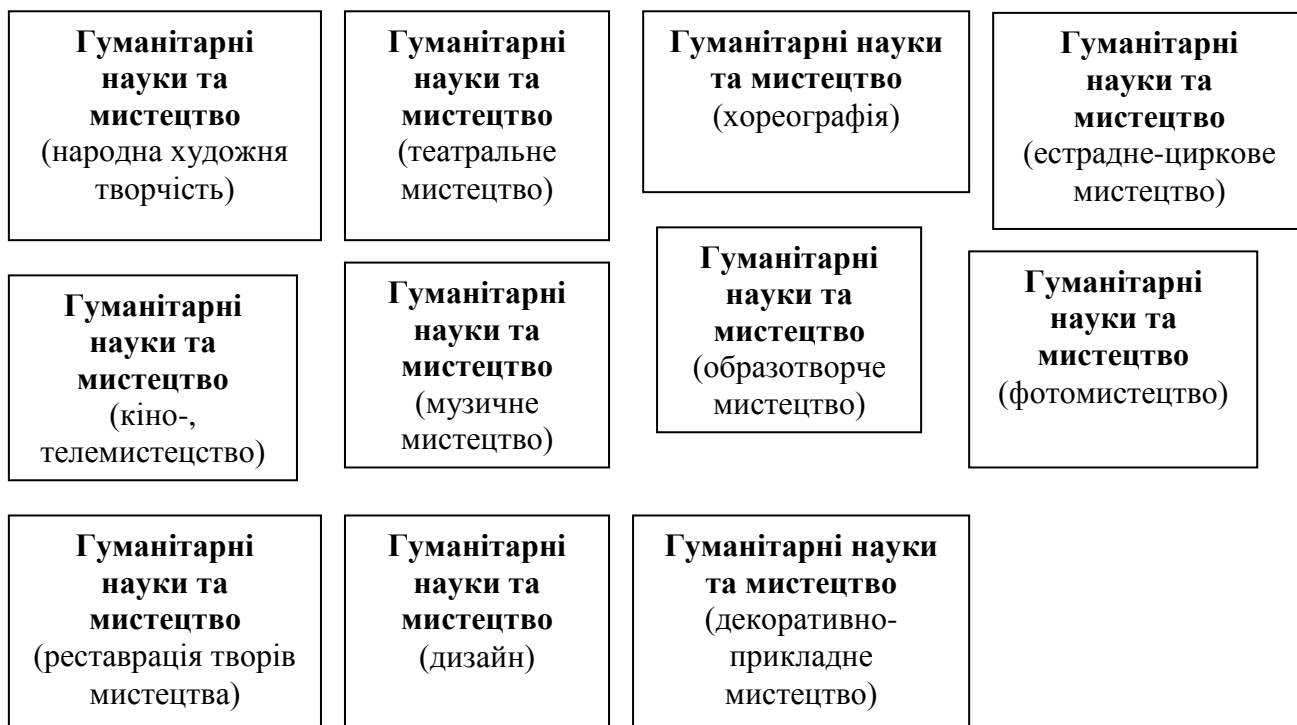 Гуманітарні
науки та
мистецтво
(народна художня
творчість)
Гуманітарні
науки та
мистецтво
(театральне
мистецтво)
Гуманітарні науки
та мистецтво
(хореографія)
Гуманітарні
науки та
мистецтво
(естрадне-циркове
мистецтво)
Гуманітарні
науки та
мистецтво
(кіно-,
телемистецство)
Гуманітарні
науки та
мистецтво
(музичне
мистецтво)
Гуманітарні
науки та
мистецтво
(образотворче
мистецтво)
Гуманітарні
науки та
мистецтво
(фотомистецтво)
Гуманітарні
науки та
мистецтво
(реставрація творів
мистецтва)
Гуманітарні
науки та
мистецтво
(дизайн)
Гуманітарні науки
та мистецтво
(декоративно-
прикладне
мистецтво)